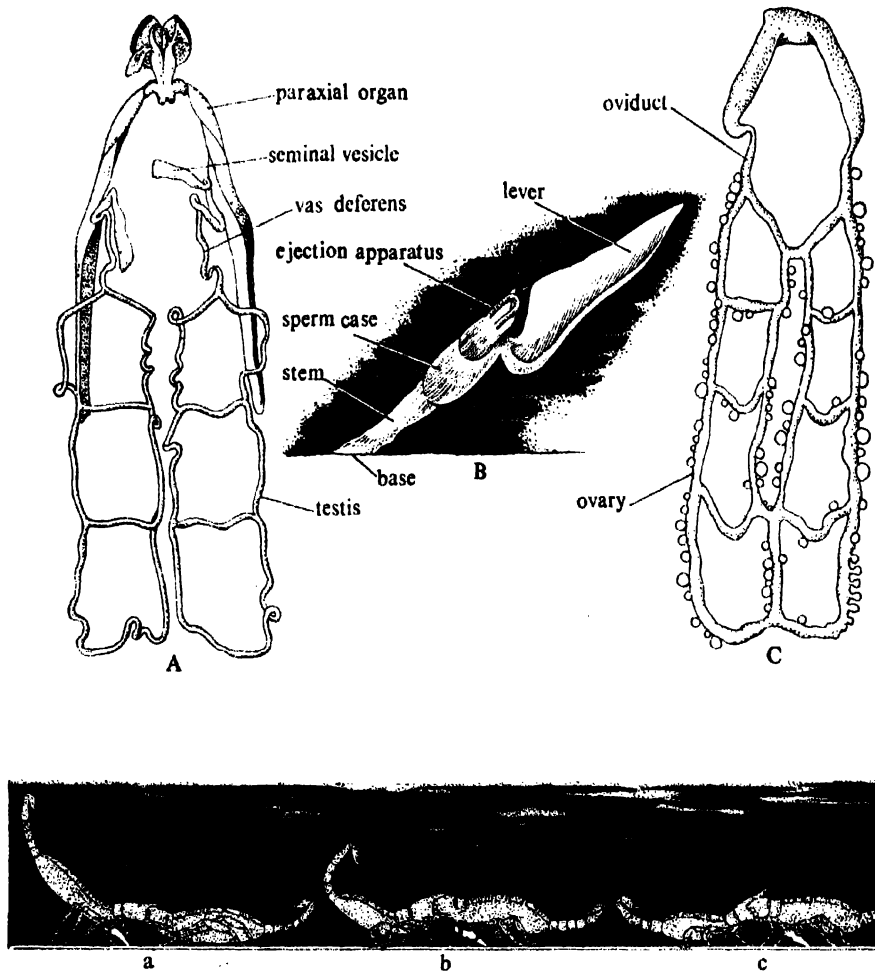 paraxial organ
seminal vesicle
vas deferens
ejection apparatus
sperm case
stem
base
testis
A
lever
B
oviduct
ovary
C
a
b
c